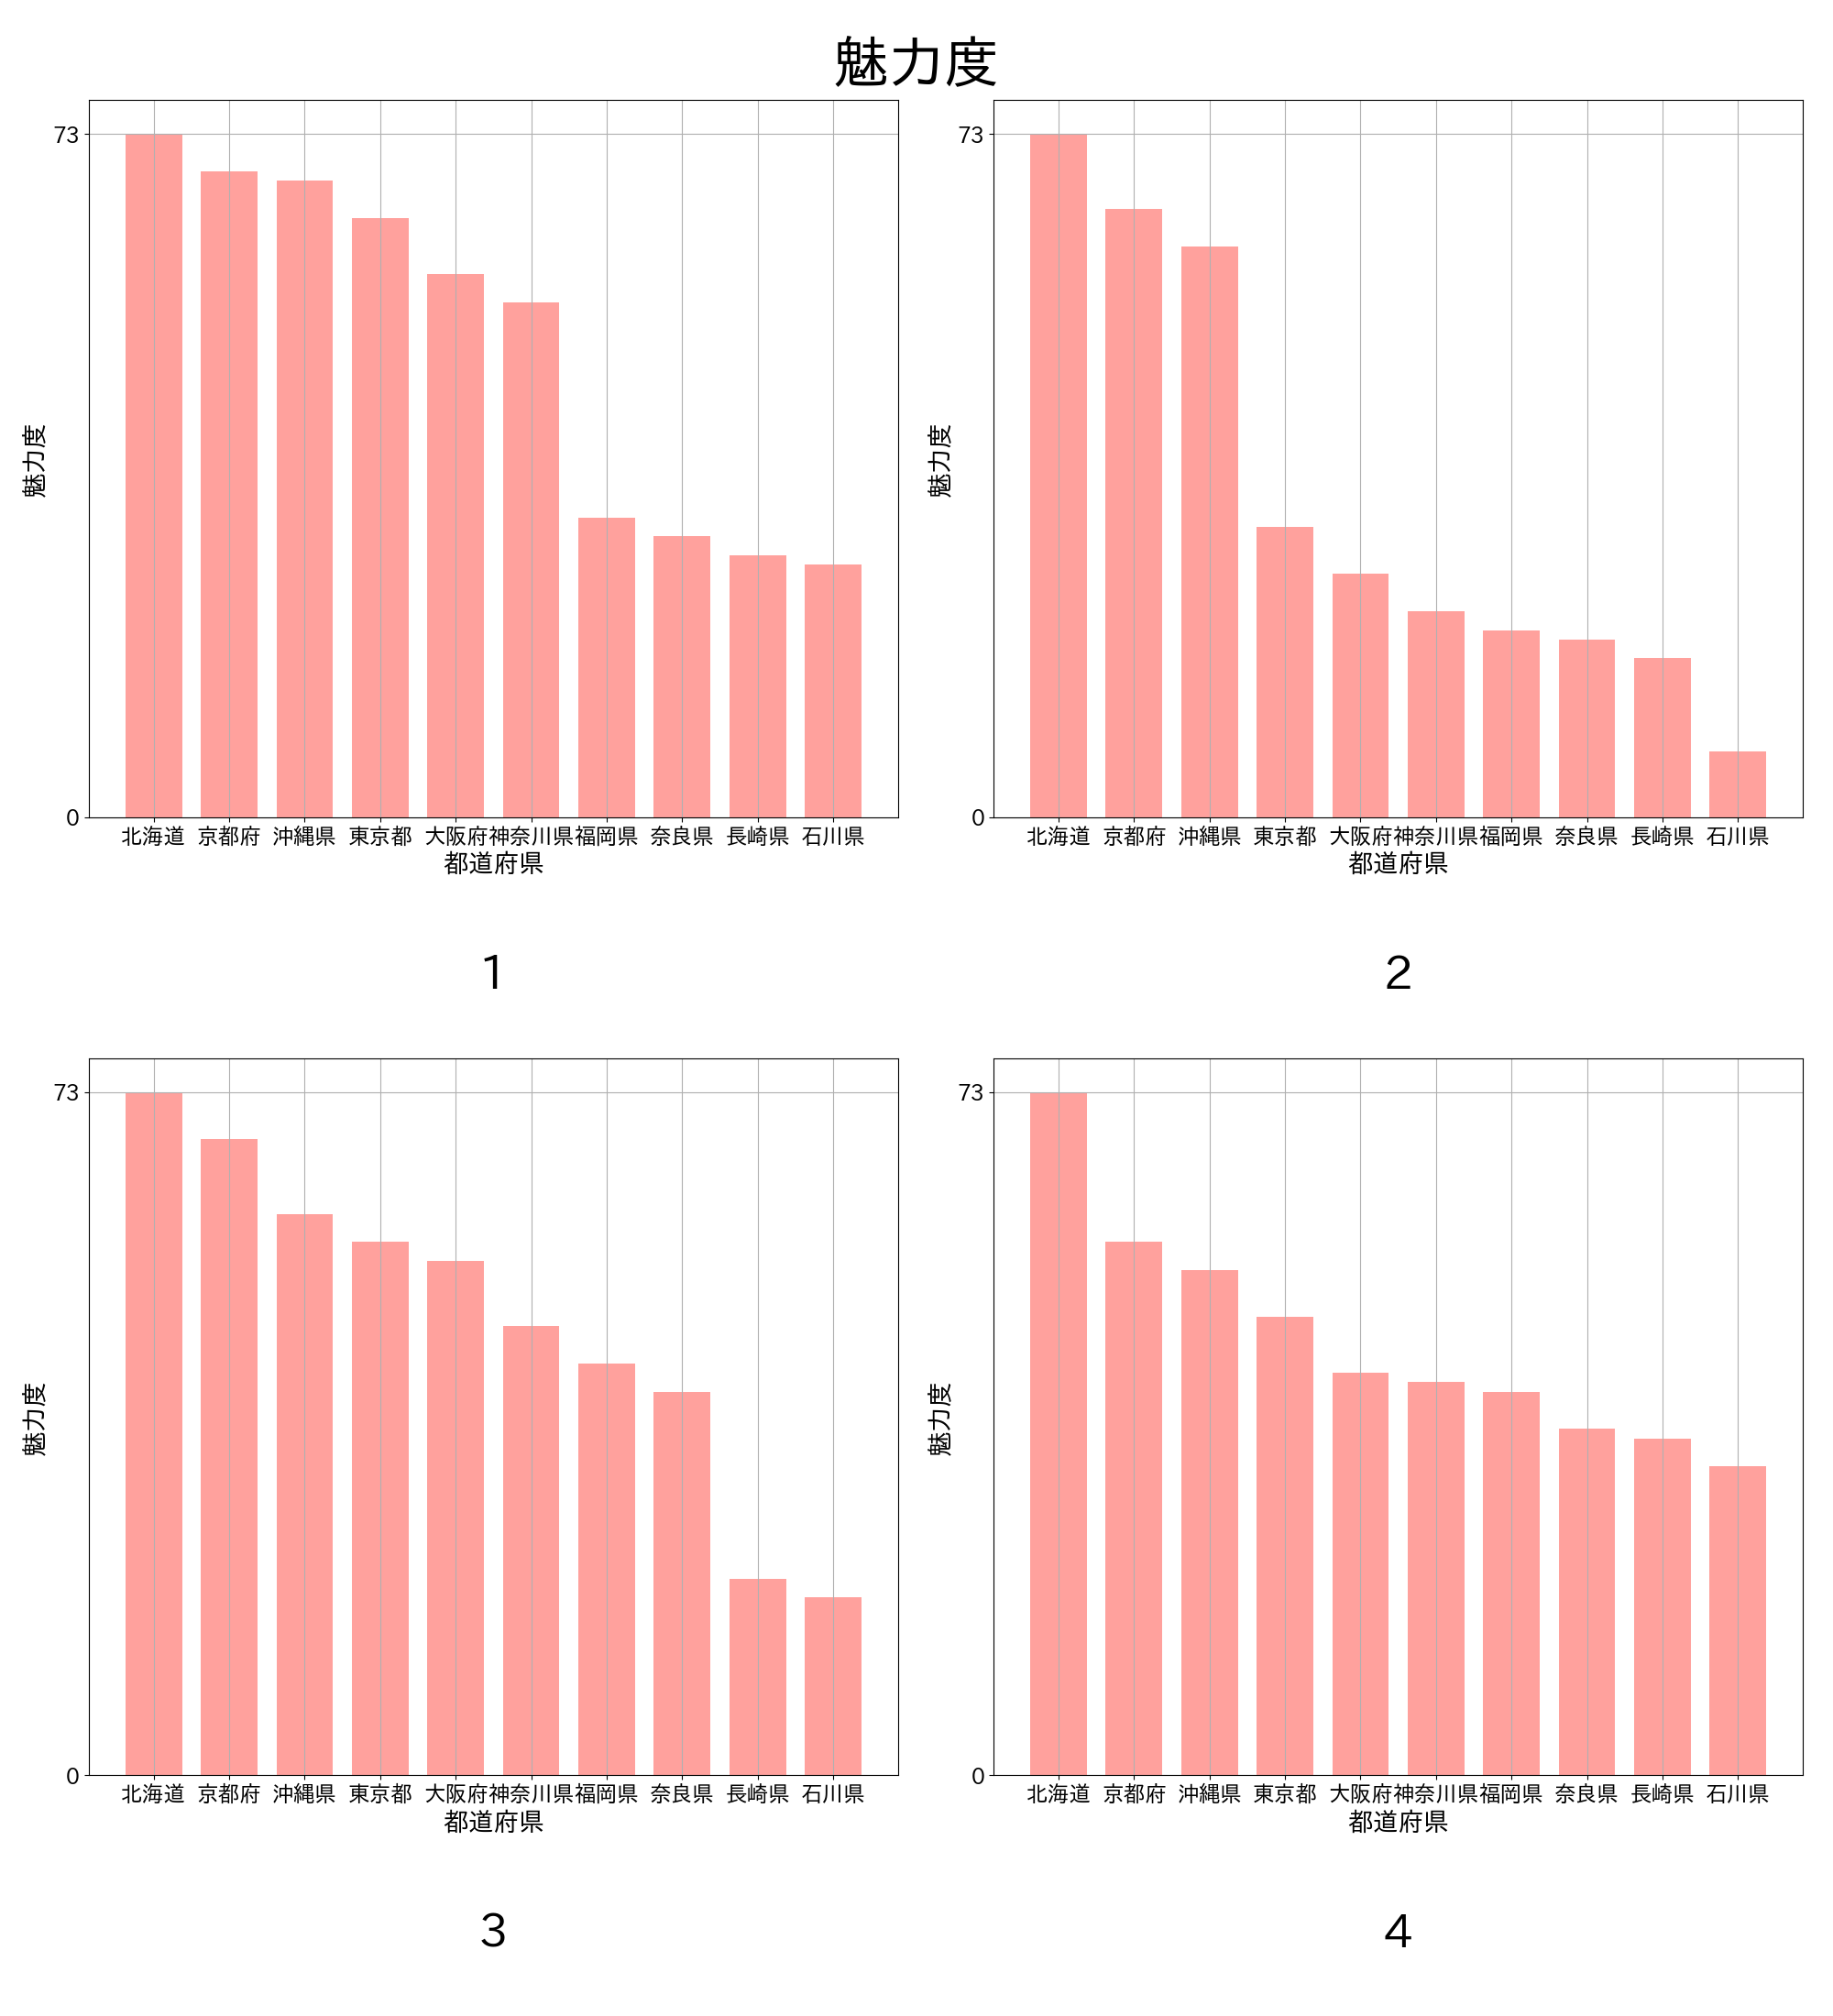 魅力度
73
0
魅力度
北海道 京都府 沖縄県 東京都 大阪府 神奈川県 福岡県 奈良県 長崎県 石川県
都道府県
1
73
0
魅力度
北海道 京都府 沖縄県 東京都 大阪府 神奈川県 福岡県 奈良県 長崎県 石川県
都道府県
2
73
0
魅力度
北海道 京都府 沖縄県 東京都 大阪府 神奈川県 福岡県 奈良県 長崎県 石川県
都道府県
3
73
0
魅力度
北海道 京都府 沖縄県 東京都 大阪府 神奈川県 福岡県 奈良県 長崎県 石川県
都道府県
4